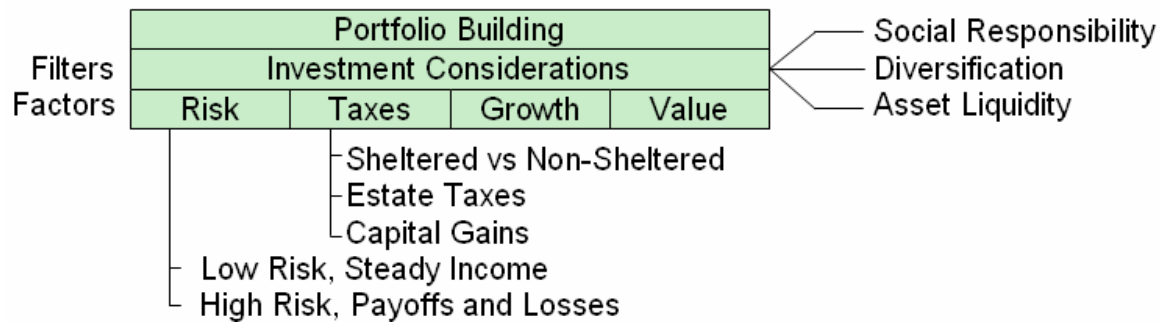 Portfolio Building
Filters Investment Considerations
Factors Risk Taxes Growth Value
Social Responsibility
Diversification
Asset Liquidity
Sheltered vs Non-Sheltered
Estate Taxes
Capital Gains
Low Risk, Steady Income
High Risk, Payoffs and Losses